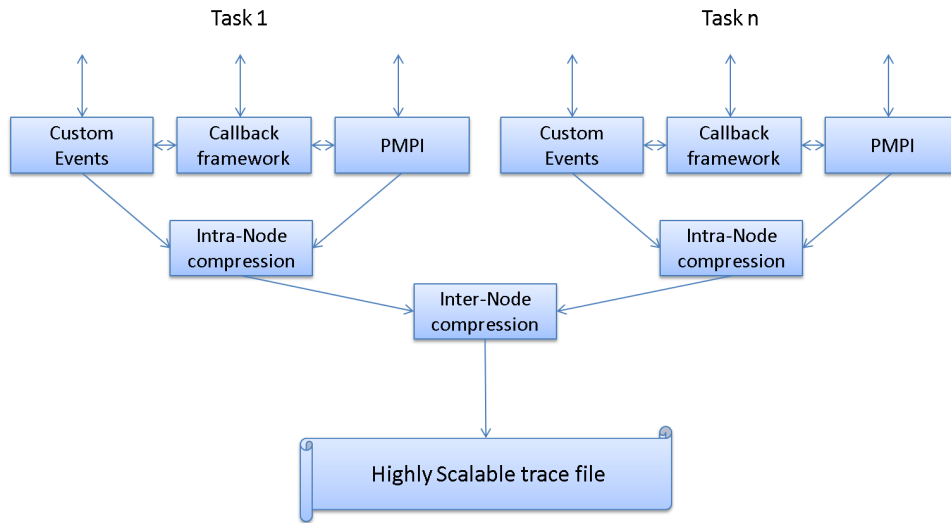 Task 1
Task n
Custom
Events
Callback
framework
PMPI
Custom
Events
Callback
framework
PMPI
Intra-Node
compression
Intra-Node
compression
Inter-Node
compression
Highly Scalable trace file